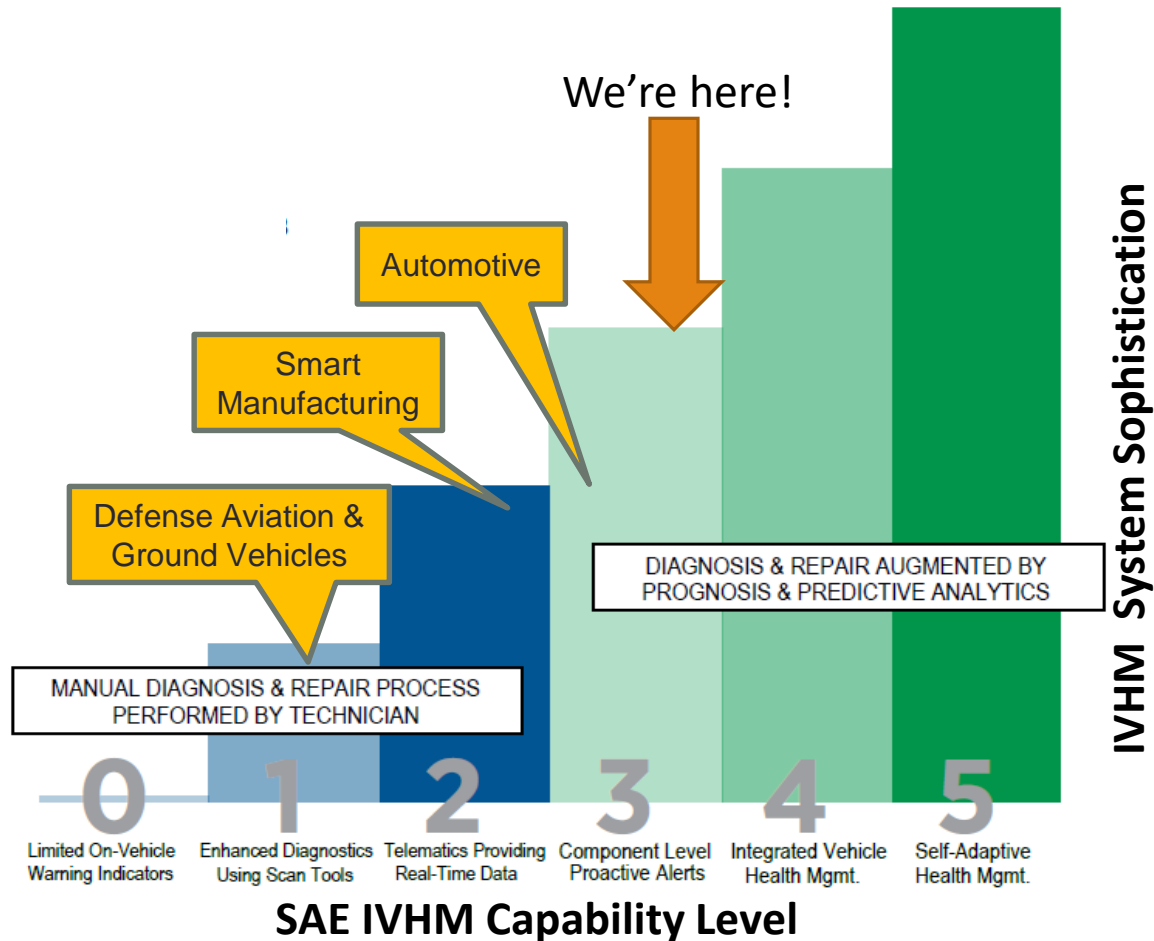 We're here!
Automotive
Smart
Manufacturing
Defense Aviation &
Ground Vehicles
DIAGNOSIS & REPAIR AUGMENTED BY
PROGNOSIS & PREDICTIVE ANALYTICS
MANUAL DIAGNOSIS & REPAIR PROCESS
PERFORMED BY TECHNICIAN
IVHM System Sophistication
0 1 2 3 4 5
Limited On-Vehicle
Warning Indicators
Enhanced Diagnostics
Using Scan Tools
Telematics Providing
Real-Time Data
Component Level
Proactive Alerts
Integrated Vehicle
Health Mgmt.
Self-Adaptive
Health Mgmt.
SAE IVHM Capability Level